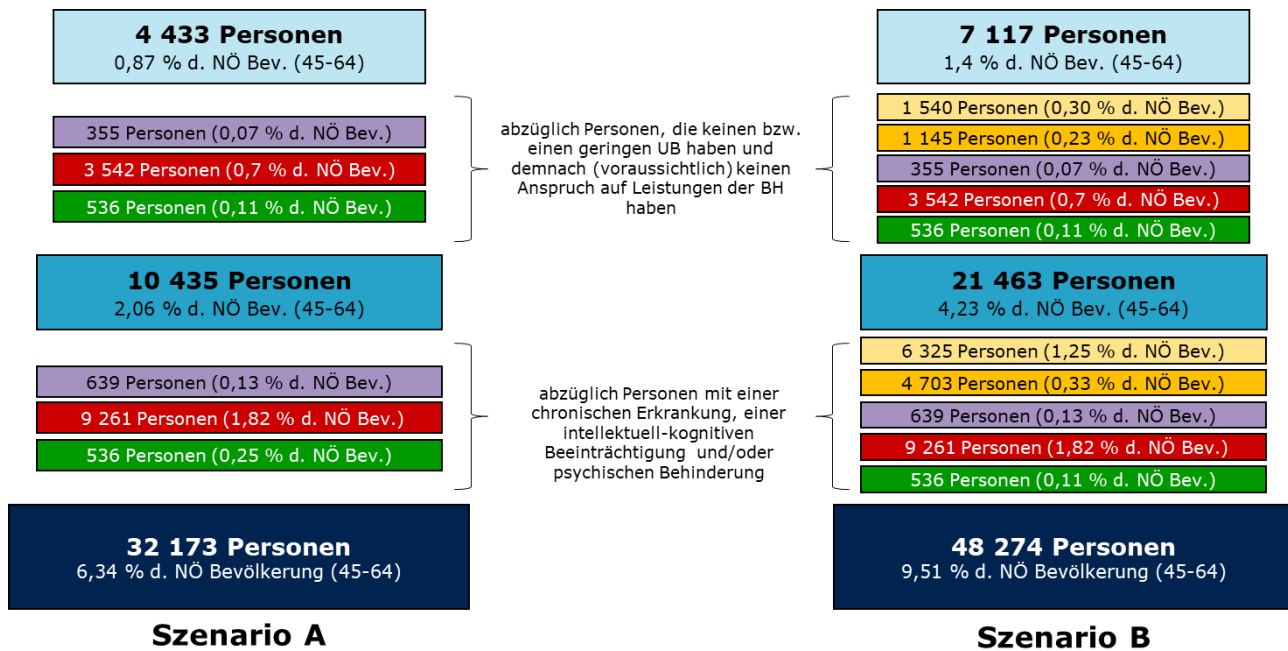 4 433 Personen
0,87 % d. NÖ Bev. (45-64)
355 Personen (0,07 % d. NÖ Bev.)
3 542 Personen (0,7 % d. NÖ Bev.)
536 Personen (0,11 % d. NÖ Bev.)
10 435 Personen
2,06 % d. NÖ Bev. (45-64)
639 Personen (0,13 % d. NÖ Bev.)
9 261 Personen (1,82 % d. NÖ Bev.)
536 Personen (0,25 % d. NÖ Bev.)
32 173 Personen
6,34 % d. NÖ Bevölkerung (45-64)
Szenario A
abzüglich Personen, die keinen bzw.
einen geringen UB haben und
demnach (voraussichtlich) keinen
Anspruch auf Leistungen der BH
haben
abzüglich Personen mit einer
chronischen Erkrankung, einer
intellektuell-kognitiven
Beeinträchtigung und/oder
psychischen Behinderung
7 117 Personen
1,4 % d. NÖ Bev. (45-64)
1 540 Personen (0,30 % d. NÖ Bev.)
1 145 Personen (0,23 % d. NÖ Bev.)
355 Personen (0,07 % d. NÖ Bev.)
3 542 Personen (0,7 % d. NÖ Bev.)
536 Personen (0,11 % d. NÖ Bev.)
21 463 Personen
4,23 % d. NÖ Bev. (45-64)
6 325 Personen (1,25 % d. NÖ Bev.)
4 703 Personen (0,33 % d. NÖ Bev.)
639 Personen (0,13 % d. NÖ Bev.)
9 261 Personen (1,82 % d. NÖ Bev.)
536 Personen (0,11 % d. NÖ Bev.)
48 274 Personen
9,51 % d. NÖ Bevölkerung (45-64)
Szenario B